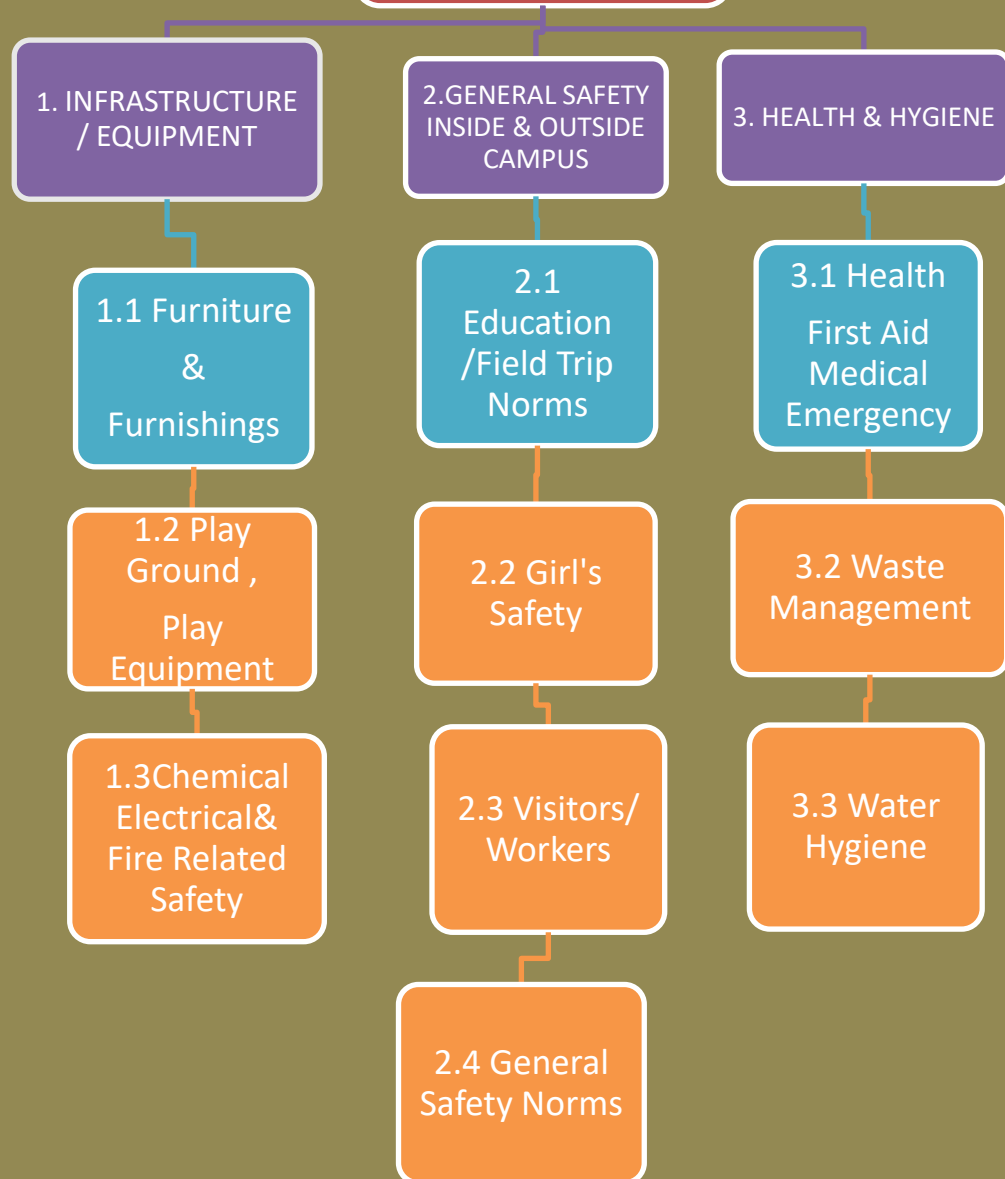 1. INFRASTRUCTURE
/ EQUIPMENT
2.GENERAL SAFETY
INSIDE & OUTSIDE
CAMPUS
3. HEALTH & HYGIENE
1.1 Furniture
&
Furnishings
2.1
Education
/Field Trip
Norms
3.1 Health
First Aid
Medical
Emergency
1.2 Play
Ground ,
Play
Equipment
2.2 Girl's
Safety
3.2 Waste
Management
1.3Chemical
Electrical&
Fire Related
Safety
2.3 Visitors/
Workers
3.3 Water
Hygiene
2.4 General
Safety Norms